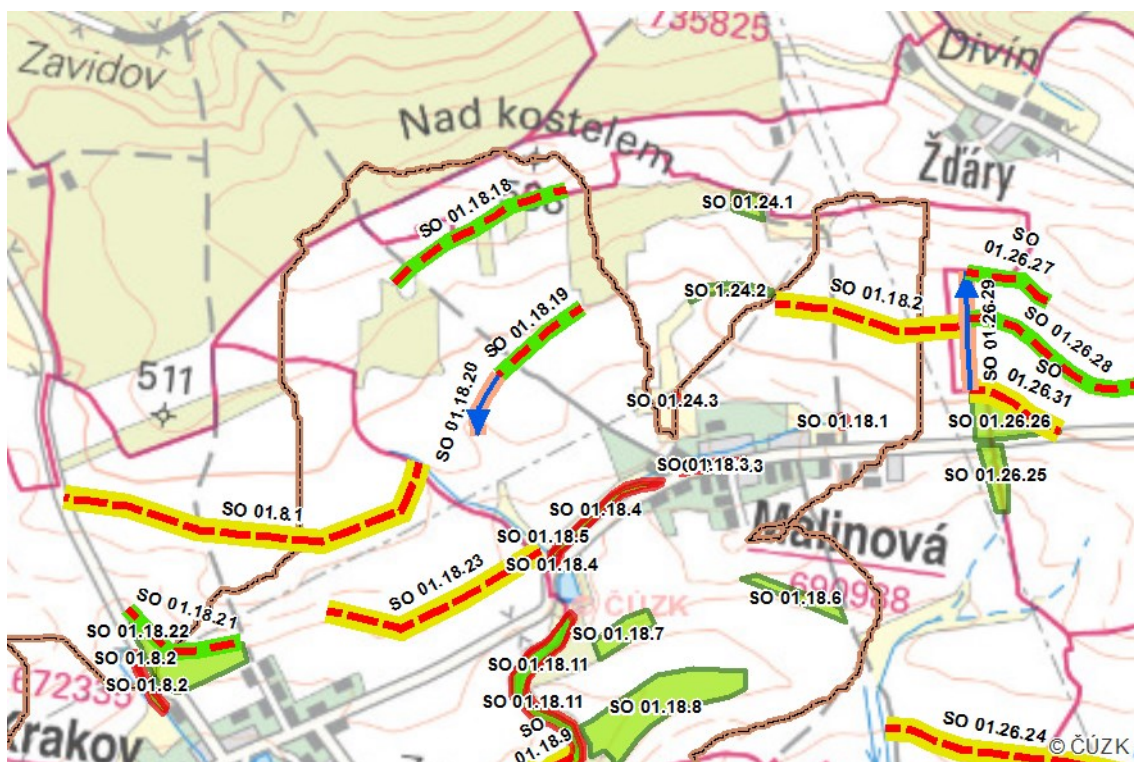 735825
Zavidov
Divín
Nad kostelem
Žďáry
SO 01.18.18
SO 01.24.1
SO
01.26.27
SO 1.24.2
SO 01.18.2
SO 01.26.29
SO 01.18.19
SO 01.26.28
511
SO 01.18.20
SO
01.26.31
SO 01.24.3
SO 01.18.1
SO 01.26.26
SO 01.18.3
SO 01.26.25
SO 01.8.1
SO 01.18.4
Malinová
SO 01.18.5
SO 01.18.4
SO 01.18.23
690988
SO 01.18.6
© ČÚZK
SO 01.18.21
SO 01.18.22
SO 01.18.7
SO 01.8.2
SO 01.18.11
SO 01.8.2
SO 01.18.11
SO 01.18.8
SO
01.18.9
SO 01.26.24
Krakov
© ČÚZK